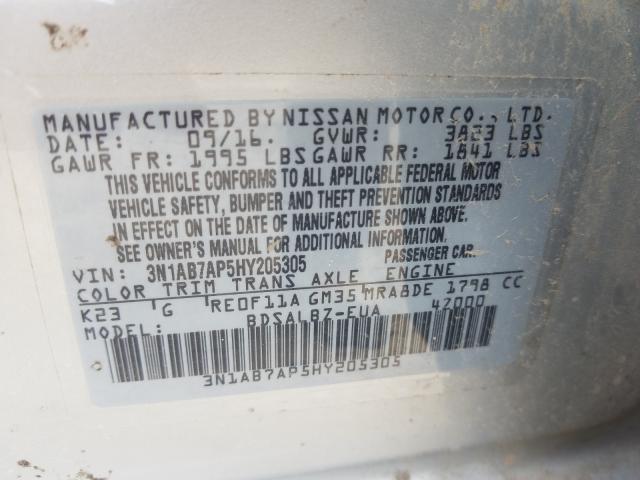 MANUFACTURED BY NISSAN MOTOR CO., LTD.
DATE: 09/16. GVWR: 3823 LBS
GAWR FR: 1995 LBS GAWR RR: 1841 LBS
THIS VEHICLE CONFORMS TO ALL APPLICABLE FEDERAL MOTOR
VEHICLE SAFETY, BUMPER AND THEFT PREVENTION STANDARDS
IN EFFECT ON THE DATE OF MANUFACTURE SHOWN ABOVE.
SEE OWNER'S MANUAL FOR ADDITIONAL INFORMATION.
VIN: 3N1AB7AP5HY205305 PASSENGER CAR
COLOR TRIM TRANS AXLE ENGINE
K23 G RE0F11A GM35 MRA8DE 1798 CC
MODEL: BDSALBZ-EUA 47000
3N1AB7AP5HY205305